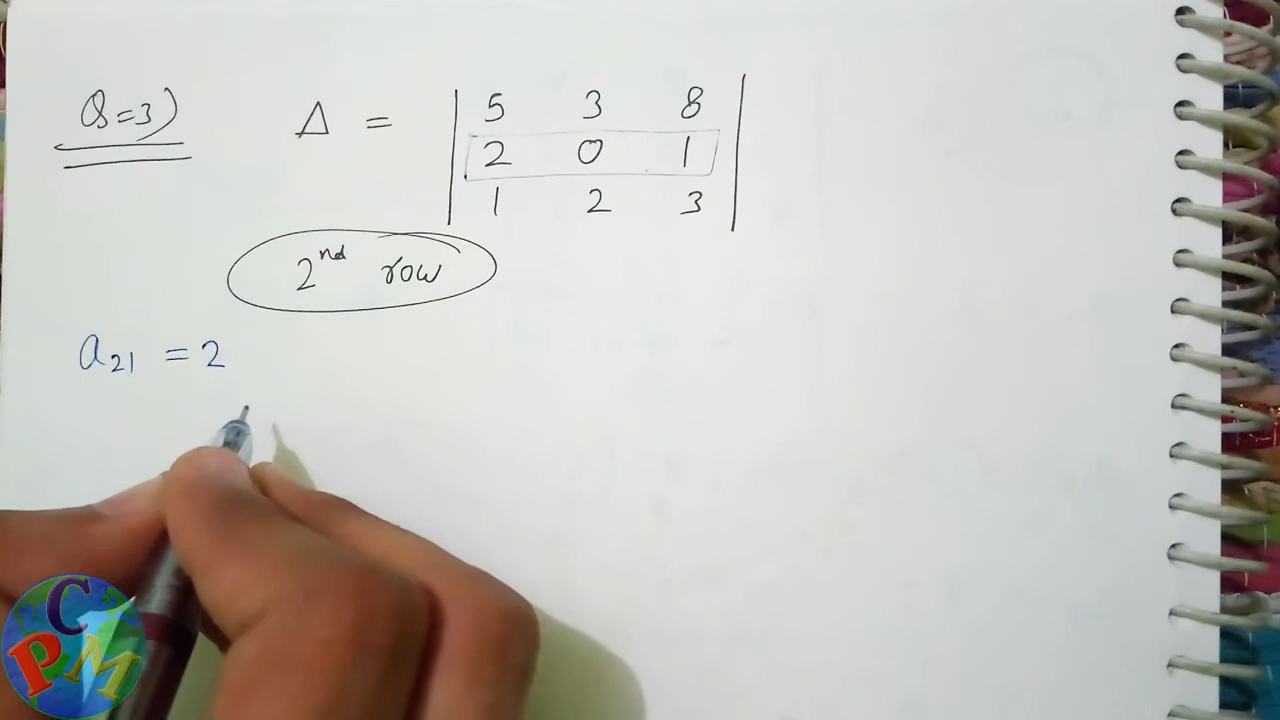 Q=3) Δ = | 5 3 8 |
| 2 0 1 |
| 1 2 3 |
2nd row
a21 = 2
CPM